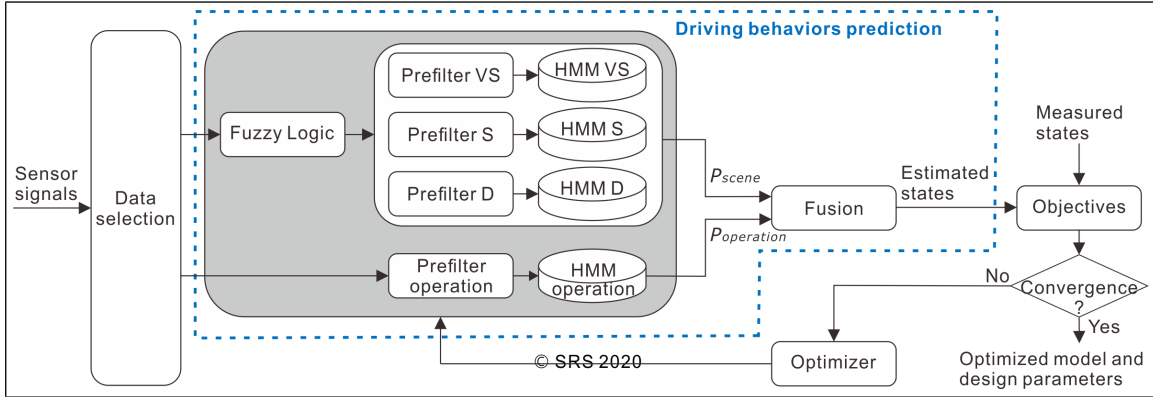 Driving behaviors prediction
Sensor
signals
Data
selection
Fuzzy Logic
Prefilter VS
HMM VS
Prefilter S
HMM S
Prefilter D
HMM D
Prefilter
operation
HMM
operation
Pscene
Poperation
Fusion
Estimated
states
Measured
states
Objectives
Convergence
?
No
Yes
Optimizer
Optimized model and
design parameters
© SRS 2020